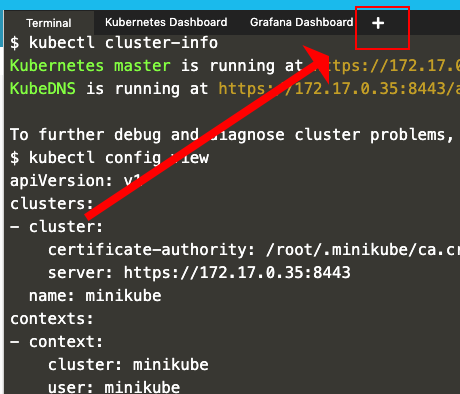 Terminal Kubernetes Dashboard Grafana Dashboard +
$ kubectl cluster-info
Kubernetes master is running at https://172.17.0
KubeDNS is running at https://172.17.0.35:8443/a
To further debug and diagnose cluster problems,
$ kubectl config view
apiVersion: v1
clusters:
- cluster:
certificate-authority: /root/.minikube/ca.cr
server: https://172.17.0.35:8443
name: minikube
contexts:
- context:
cluster: minikube
user: minikube